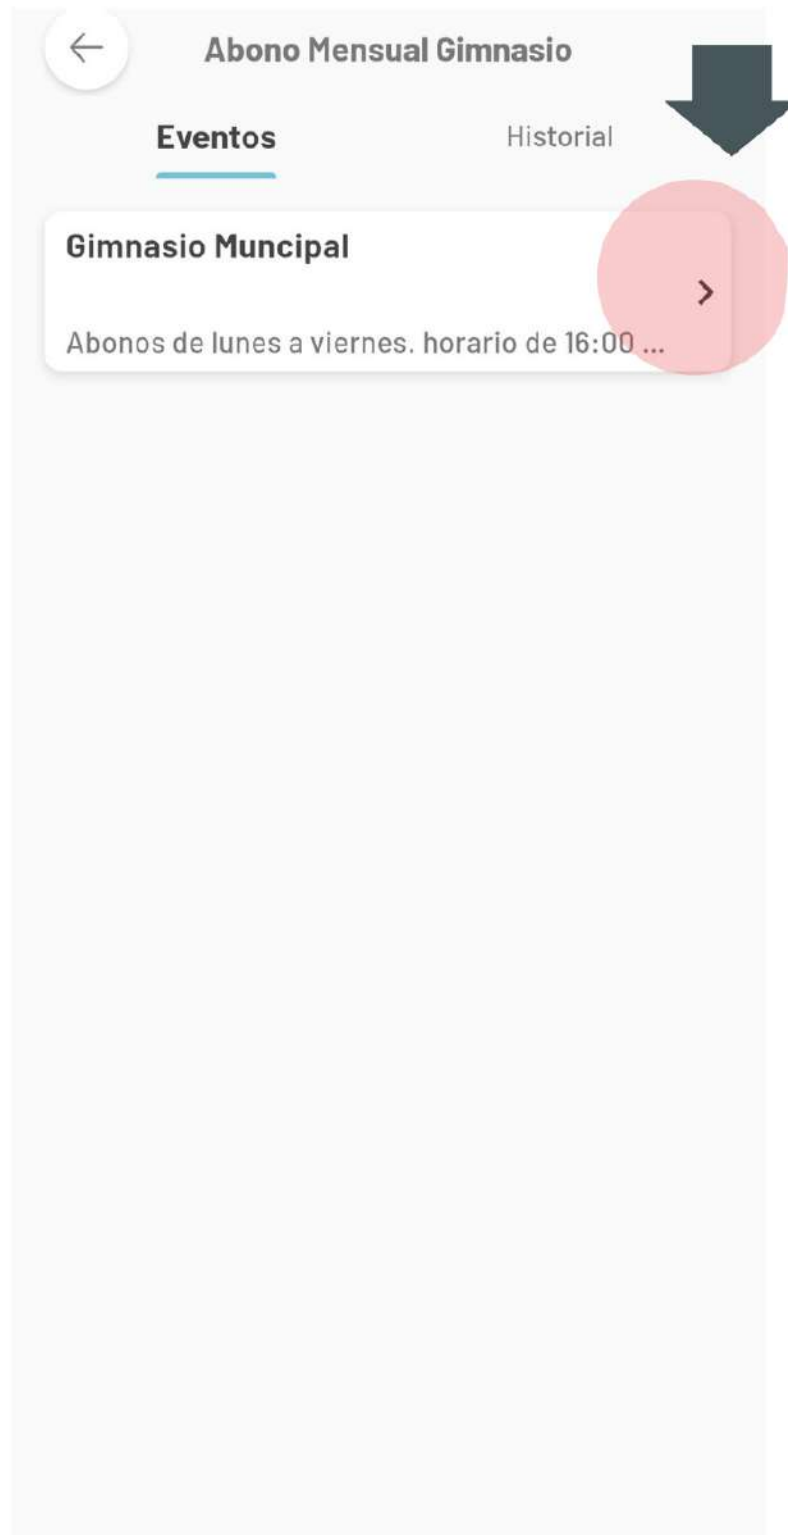 Abono Mensual Gimnasio
Eventos
Historial
Gimnasio Muncipal
Abonos de lunes a viernes. horario de 16:00 ...